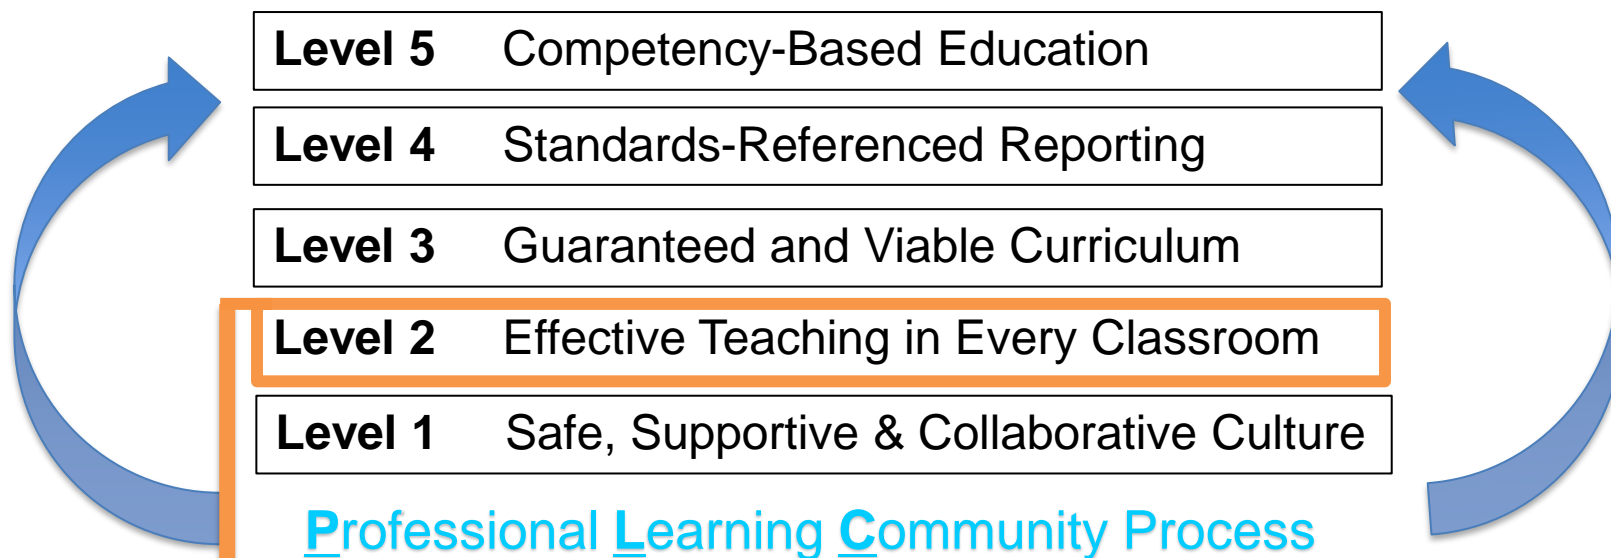 Level 5 Competency-Based Education
Level 4 Standards-Referenced Reporting
Level 3 Guaranteed and Viable Curriculum
Level 2 Effective Teaching in Every Classroom
Level 1 Safe, Supportive & Collaborative Culture
Professional Learning Community Process